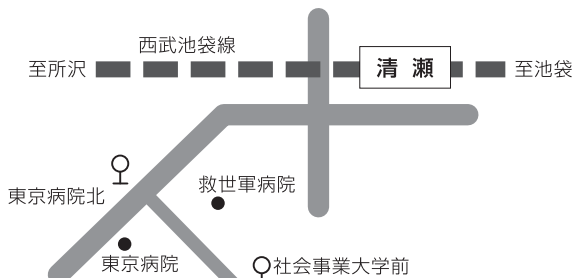 西武池袋線
至所沢
清瀬
至池袋
東京病院北
救世軍病院
東京病院
社会事業大学前